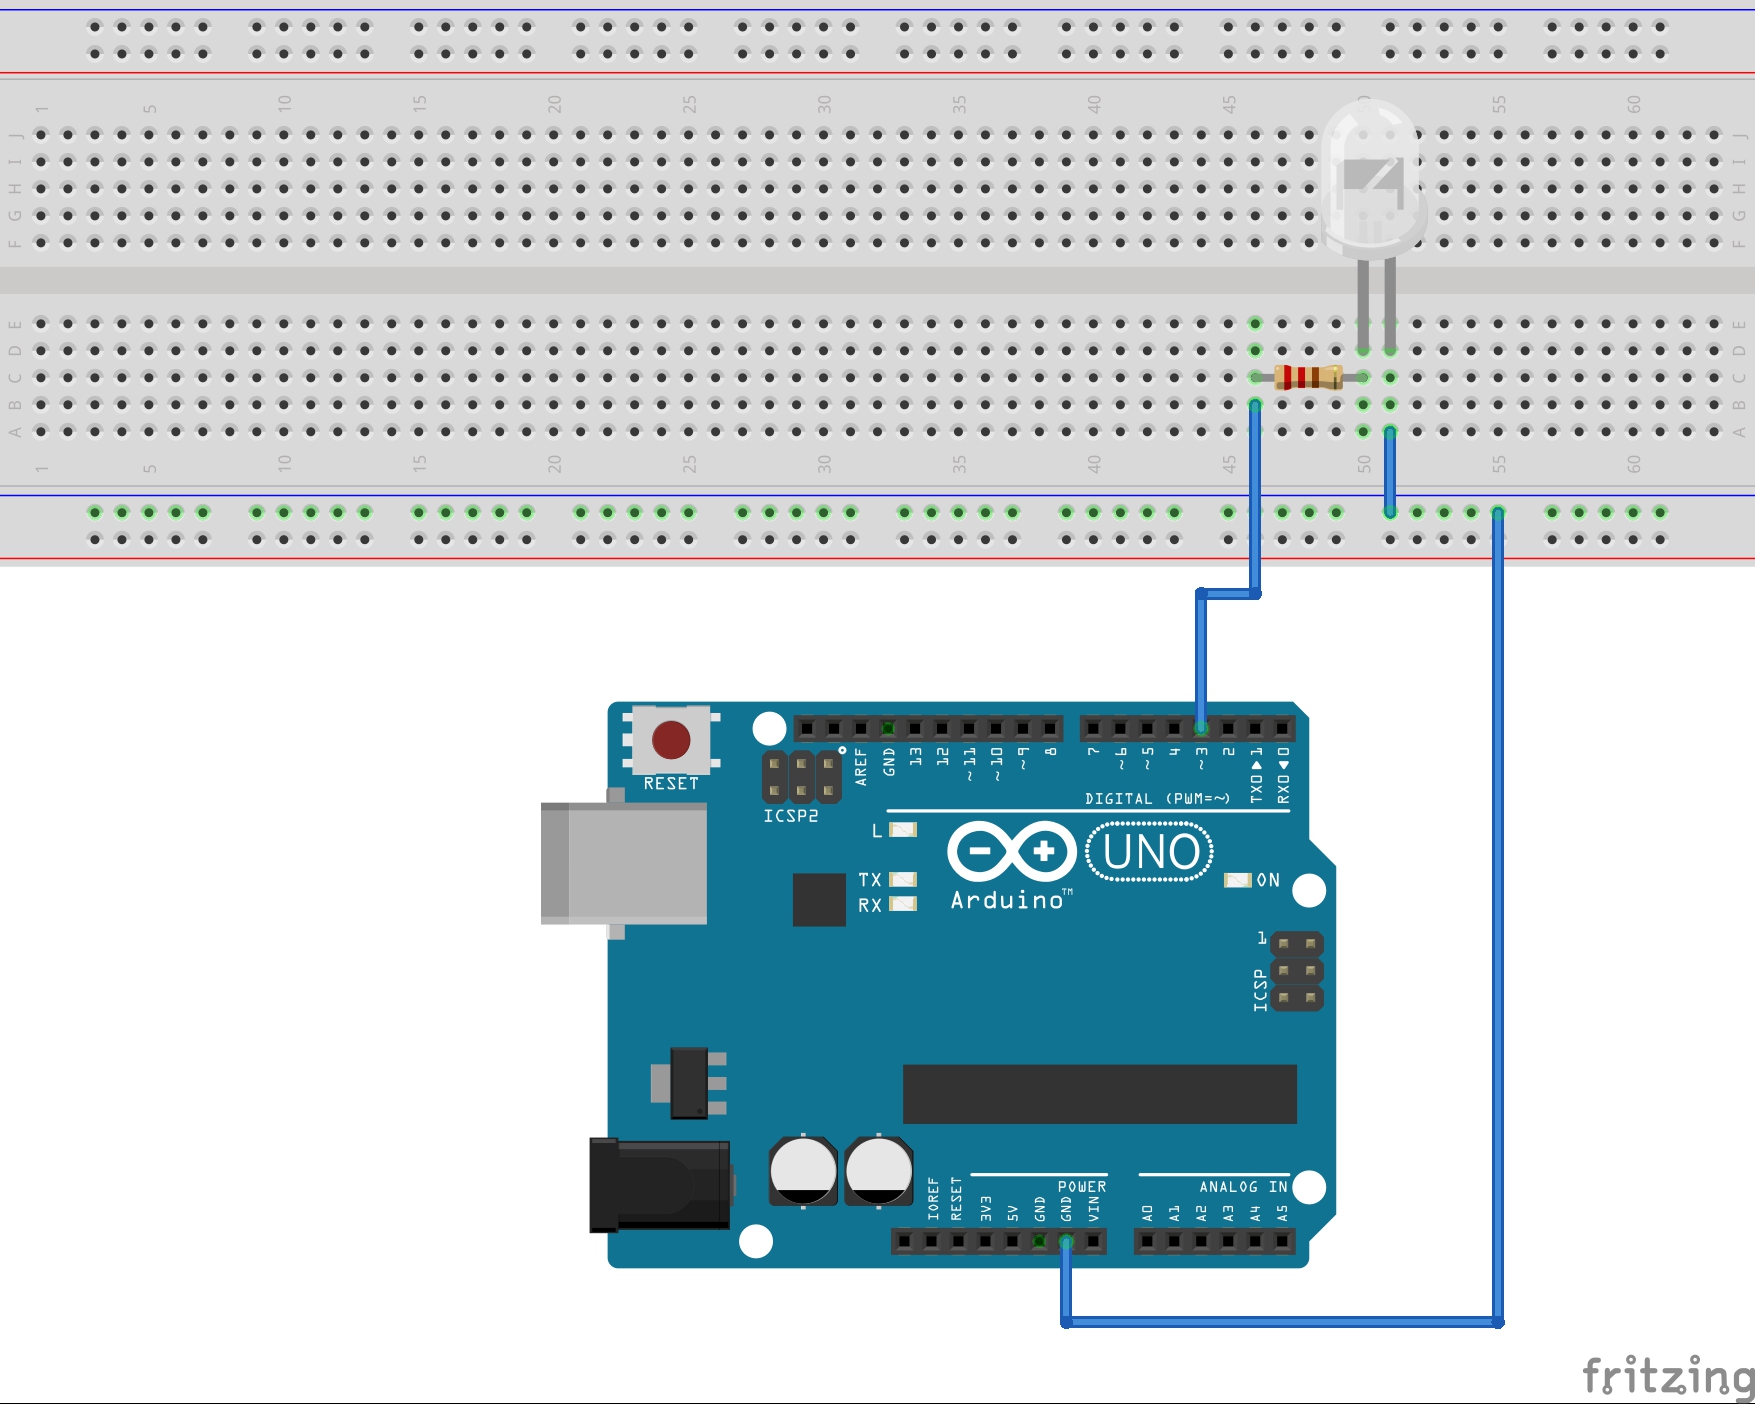 1 5 10 15 20 25 30 35 40 45 50 55 60
J J
I I
H H
G G
F F
E E
D D
C C
B B
A A
1 5 10 15 20 25 30 35 40 45 50 55 60
RESET
ICSP2
AREF GND 13 12 ~11 ~10 ~9 8 7 ~6 ~5 4 ~3 2 TX0▶1 RX0◀0
DIGITAL (PWM=~)
L
TX
RX
UNO
Arduino™
ON
1
ICSP
POWER
ANALOG IN
IOREF RESET 3V3 5V GND GND VIN A0 A1 A2 A3 A4 A5
fritzing